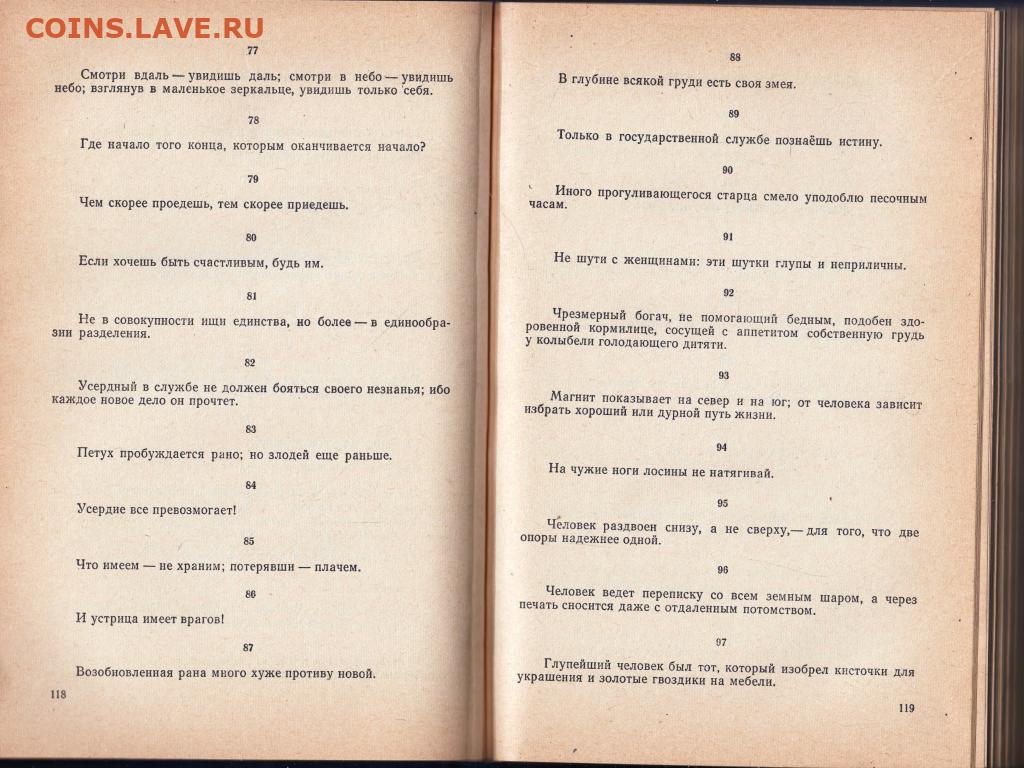 COINS.LAVE.RU
77
Смотри вдаль — увидишь даль; смотри в небо — увидишь
небо; взглянув в маленькое зеркальце, увидишь только себя.
78
Где начало того конца, которым оканчивается начало?
79
Чем скорее проедешь, тем скорее приедешь.
80
Если хочешь быть счастливым, будь им.
81
Не в совокупности ищи единства, но более — в единообра-
зии разделения.
82
Усердный в службе не должен бояться своего незнанья; ибо
каждое новое дело он прочтет.
83
Петух пробуждается рано; но злодей еще раньше.
84
Усердие все превозмогает!
85
Что имеем — не храним; потерявши — плачем.
86
И устрица имеет врагов!
87
Возобновленная рана много хуже противу новой.
118
88
В глубине всякой груди есть своя змея.
89
Только в государственной службе познаёшь истину.
90
Иного прогуливающегося старца смело уподоблю песочным
часам.
91
Не шути с женщинами: эти шутки глупы и неприличны.
92
Чрезмерный богач, не помогающий бедным, подобен здо-
ровенной кормилице, сосущей с аппетитом собственную грудь
у колыбели голодающего дитяти.
93
Магнит показывает на север и на юг; от человека зависит
избрать хороший или дурной путь жизни.
94
На чужие ноги лосины не натягивай.
95
Человек раздвоен снизу, а не сверху,— для того, что две
опоры надежнее одной.
96
Человек ведет переписку со всем земным шаром, а через
печать сносится даже с отдаленным потомством.
97
Глупейший человек был тот, который изобрел кисточки для
украшения и золотые гвоздики на мебели.
119